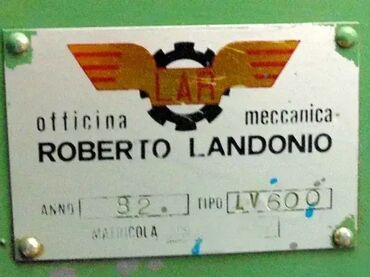 LAR
officina meccanica
ROBERTO LANDONIO
ANNO 82 TIPO LV600
MATRICOLA